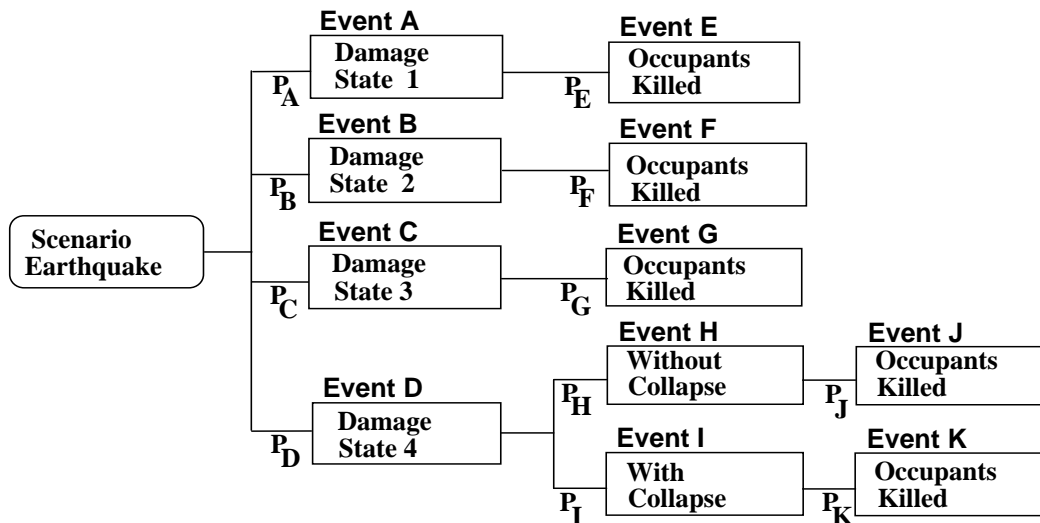 Event A
Damage
State 1
Event E
Occupants
Killed
P_A
P_E
Event B
Damage
State 2
Event F
Occupants
Killed
P_B
P_F
Scenario
Earthquake
Event C
Damage
State 3
Event G
Occupants
Killed
P_C
P_G
Event D
Damage
State 4
P_D
Event H
Without
Collapse
P_H
Event J
Occupants
Killed
P_J
Event I
With
Collapse
P_I
Event K
Occupants
Killed
P_K